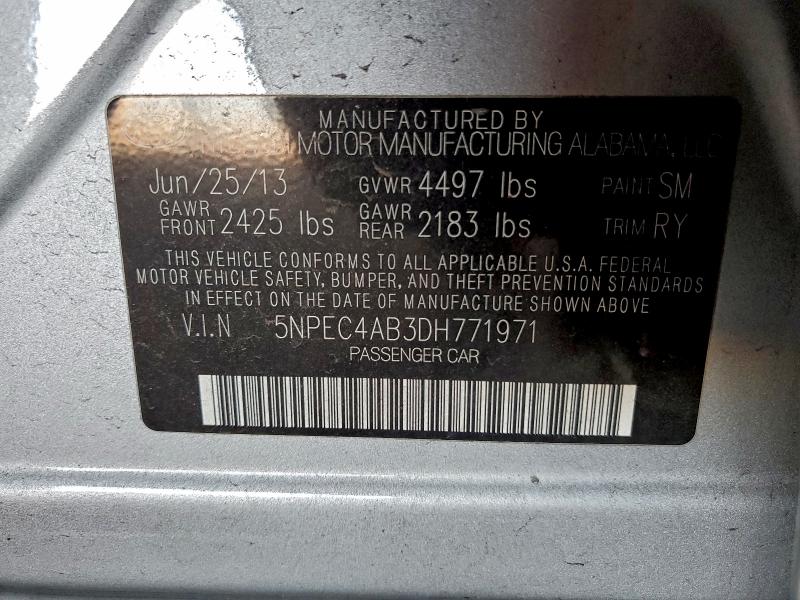 MANUFACTURED BY
MOTOR MANUFACTURING ALABAMA, LLC
Jun/25/13 GVWR 4497 lbs PAINT SM
GAWR FRONT 2425 lbs GAWR REAR 2183 lbs TRIM RY
THIS VEHICLE CONFORMS TO ALL APPLICABLE U.S.A. FEDERAL
MOTOR VEHICLE SAFETY, BUMPER, AND THEFT PREVENTION STANDARDS
IN EFFECT ON THE DATE OF MANUFACTURE SHOWN ABOVE
V.I.N 5NPEC4AB3DH771971
PASSENGER CAR